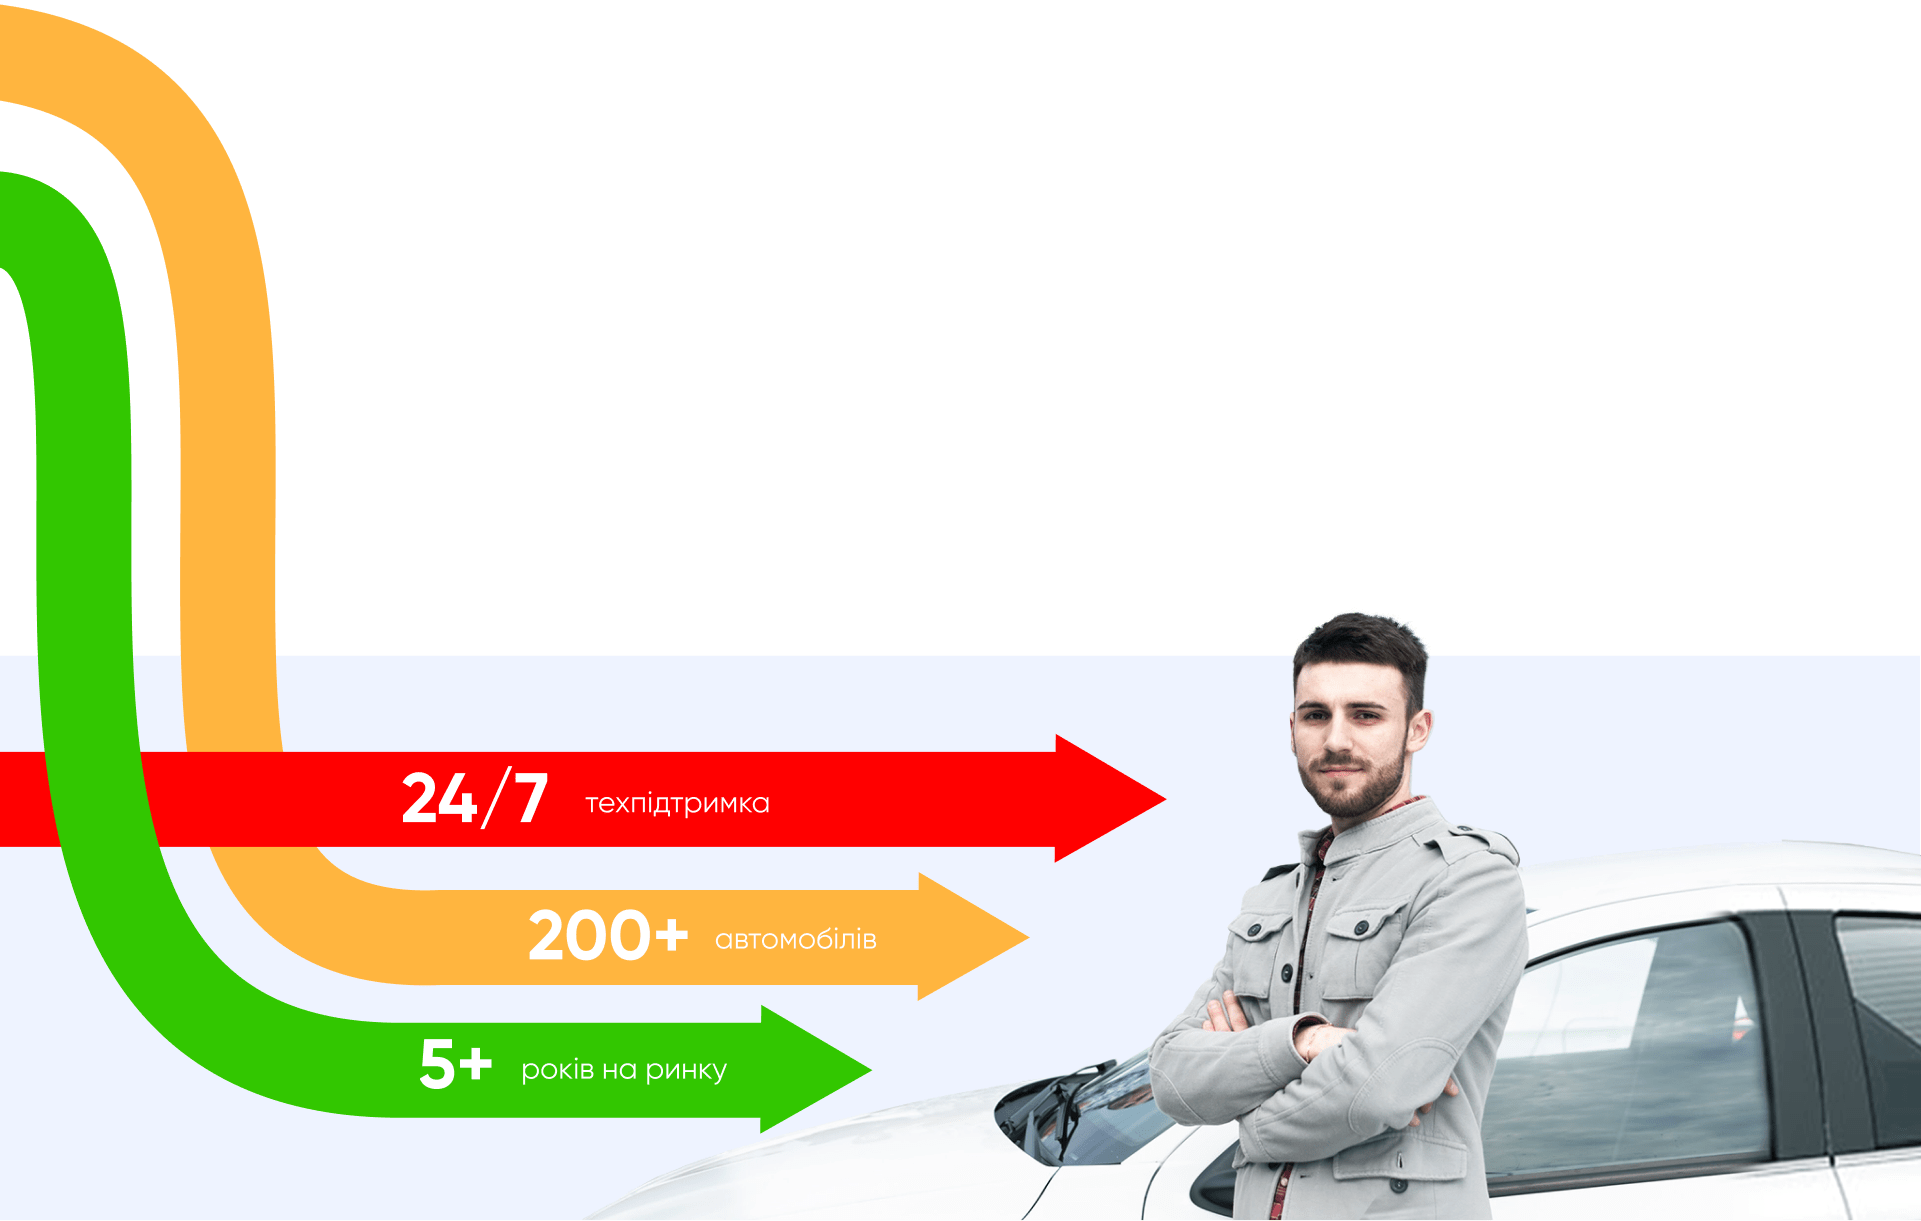 24/7 техпідтримка
200+ автомобілів
5+ років на ринку